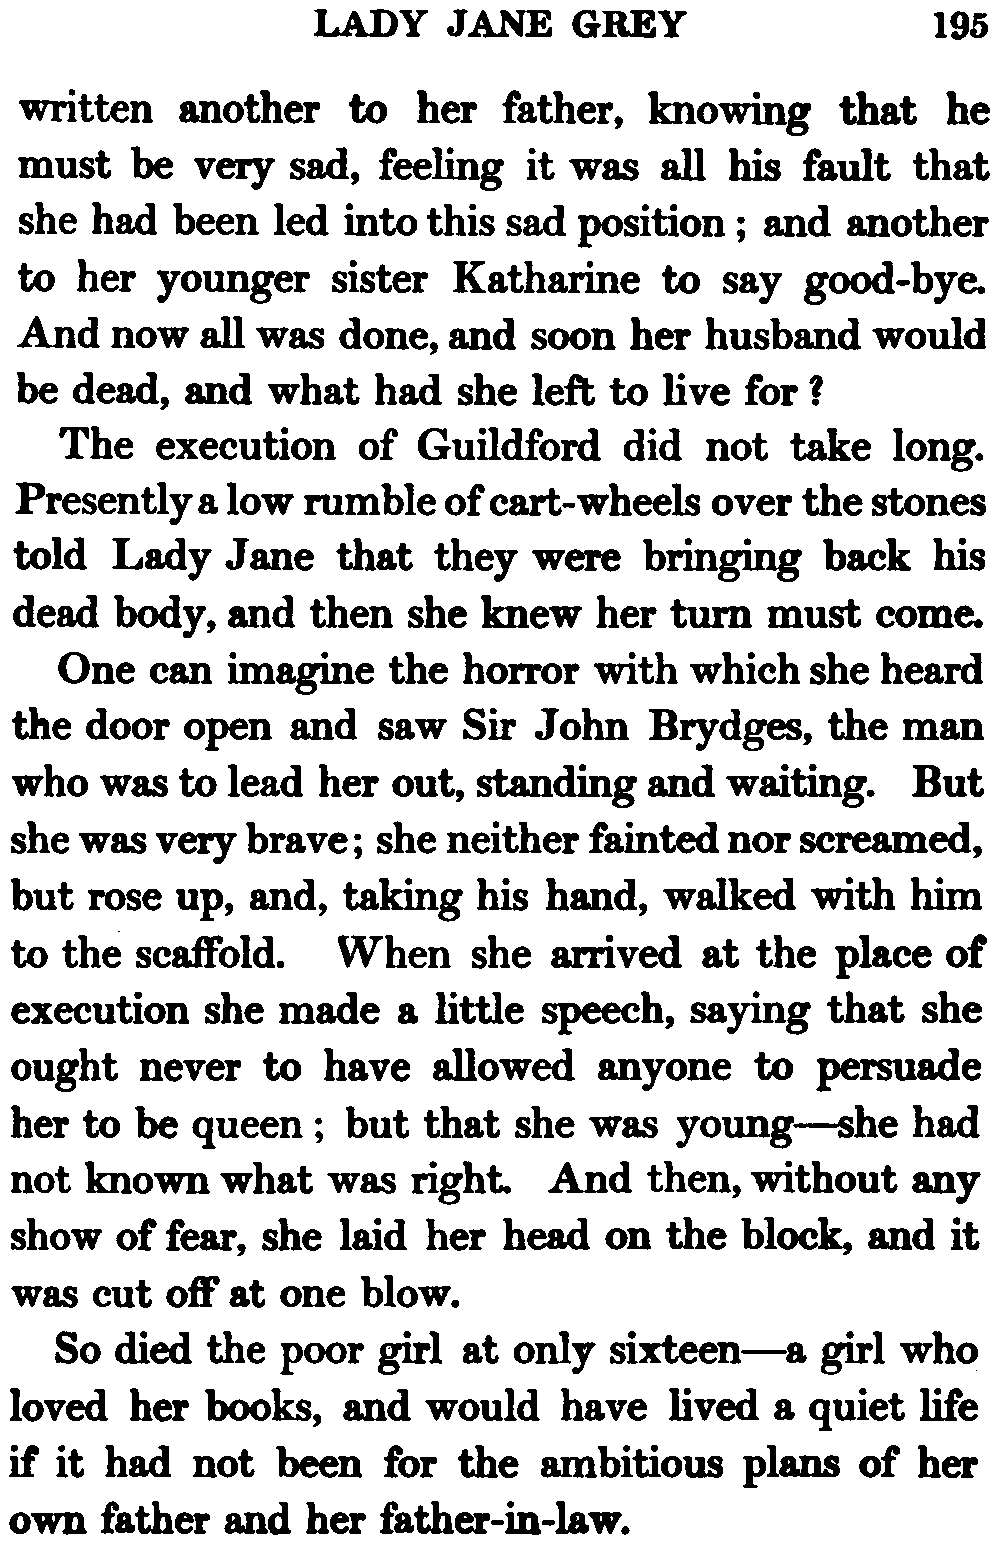 LADY JANE GREY 195
written another to her father, knowing that he
must be very sad, feeling it was all his fault that
she had been led into this sad position ; and another
to her younger sister Katharine to say good-bye.
And now all was done, and soon her husband would
be dead, and what had she left to live for ?
The execution of Guildford did not take long.
Presently a low rumble of cart-wheels over the stones
told Lady Jane that they were bringing back his
dead body, and then she knew her turn must come.
One can imagine the horror with which she heard
the door open and saw Sir John Brydges, the man
who was to lead her out, standing and waiting. But
she was very brave; she neither fainted nor screamed,
but rose up, and, taking his hand, walked with him
to the scaffold. When she arrived at the place of
execution she made a little speech, saying that she
ought never to have allowed anyone to persuade
her to be queen ; but that she was young—she had
not known what was right. And then, without any
show of fear, she laid her head on the block, and it
was cut off at one blow.
So died the poor girl at only sixteen—a girl who
loved her books, and would have lived a quiet life
if it had not been for the ambitious plans of her
own father and her father-in-law.